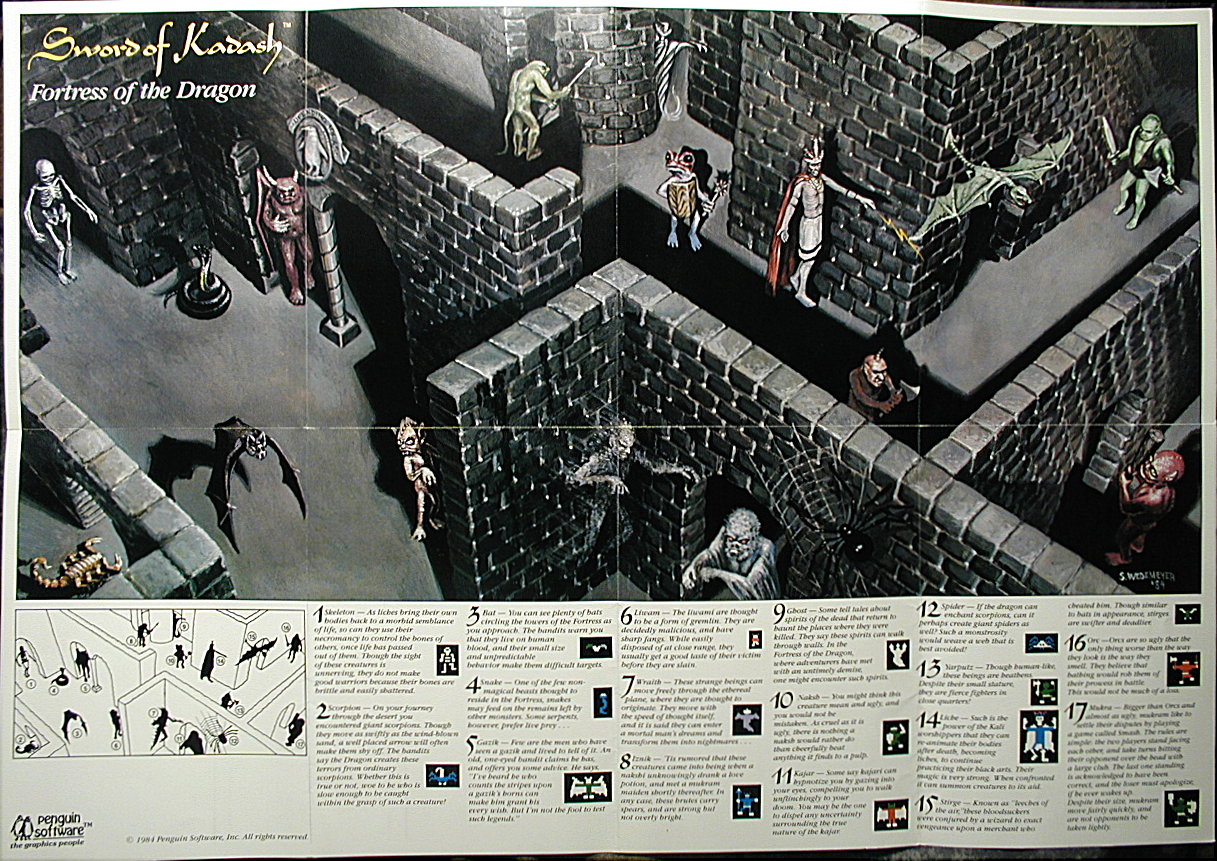 Sword of Kadash™
Fortress of the Dragon
S. WEDEMEYER
1 Skeleton — As liches bring their own
bodies back to a morbid semblance
of life, so can they use their
necromancy to control the bones of
others, once life has passed
out of them. Though the sight
of these creatures is
unnerving, they do not make
good warriors because their bones are
brittle and easily shattered.
2 Scorpion — On your journey
through the desert you
encountered giant scorpions. Though
they move as swiftly as the wind-blown
sand, a well placed arrow will often
make them shy off. The bandits
say the Dragon creates these
terrors from ordinary
scorpions. Whether this is
true or not, woe to he who is
slow enough to be caught
within the grasp of such a creature!
3 Bat — You can see plenty of bats
circling the towers of the Fortress as
you approach. The bandits warn you
that they live on human
blood, and their small size
and unpredictable
behavior make them difficult targets.
4 Snake — One of the few non-
magical beasts thought to
reside in the Fortress, snakes
may feed on the remains left by
other monsters. Some serpents,
however, prefer live prey . . .
5 Gazik — Few are the men who have
seen a gazik and lived to tell of it. An
old, one-eyed bandit claims he has,
and offers you some advice. He says,
"I've heard be who
counts the stripes upon
a gazik's horn can
make him grant his
every wish. But I'm not the fool to test
such legends."
6 Liwam — The liwami are thought
to be a form of gremlin. They are
decidedly malicious, and have
sharp fangs. While easily
disposed of at close range, they
usually get a good taste of their victim
before they are slain.
7 Wraith — These strange beings can
move freely through the ethereal
plane, where they are thought to
originate. They move with
the speed of thought itself,
and it is said they can enter
a mortal man's dreams and
transform them into nightmares . . .
8 Iznik — 'Tis rumored that these
creatures came into being when a
naksh unknowingly drank a love
potion, and met a mukram
maiden shortly thereafter. In
any case, these brutes carry
spears, and are strong but
not overly bright.
9 Ghost — Some tell tales about
spirits of the dead that return to
haunt the places where they were
killed. They say these spirits can walk
through walls. In the
Fortress of the Dragon,
where adventurers have met
with an untimely demise,
one might encounter such spirits.
10 Naksh — You might think this
creature mean and ugly, and
you would not be
mistaken. As cruel as it is
ugly, there is nothing a
naksh would rather do
than cheerfully beat
anything it finds to a pulp.
11 Kajar — Some say kajari can
hypnotize you by gazing into
your eyes, compelling you to walk
unflinchingly to your
doom. You may be the one
to dispel any uncertainty
surrounding the true
nature of the kajar.
12 Spider — If the dragon can
enchant scorpions, can it
perhaps create giant spiders as
well? Such a monstrosity
would weave a web that is
best avoided!
13 Yarputz — Though human-like,
these beings are heathens.
Despite their small stature,
they are fierce fighters in
close quarters!
14 Liche — Such is the
power of the Kali
worshippers that they can
re-animate their bodies
after death, becoming
liches, to continue
practicing their black arts. Their
magic is very strong. When confronted
it can summon creatures to its aid.
15 Stirge — Known as "leeches of
the air," these bloodsuckers
were conjured by a wizard to exact
vengeance upon a merchant who
cheated him. Though similar
to bats in appearance, stirges
are swifter and deadlier.
16 Orc — Orcs are so ugly that the
only thing worse than the way
they look is the way they
smell. They believe that
bathing would rob them of
their prowess in battle.
This would not be much of a loss.
17 Mukra — Bigger than Orcs and
almost as ugly, mukram like to
settle their disputes by playing
a game called Smash. The rules are
simple: the two players stand facing
each other, and take turns bitting
their opponent over the head with
a large club. The last one standing
is acknowledged to have been
correct, and the loser must apologize,
if he ever wakes up.
Despite their size, mukram
move fairly quickly, and
are not opponents to be
taken lightly.
penguin
software™
the graphics people
© 1984 Penguin Software, Inc. All rights reserved